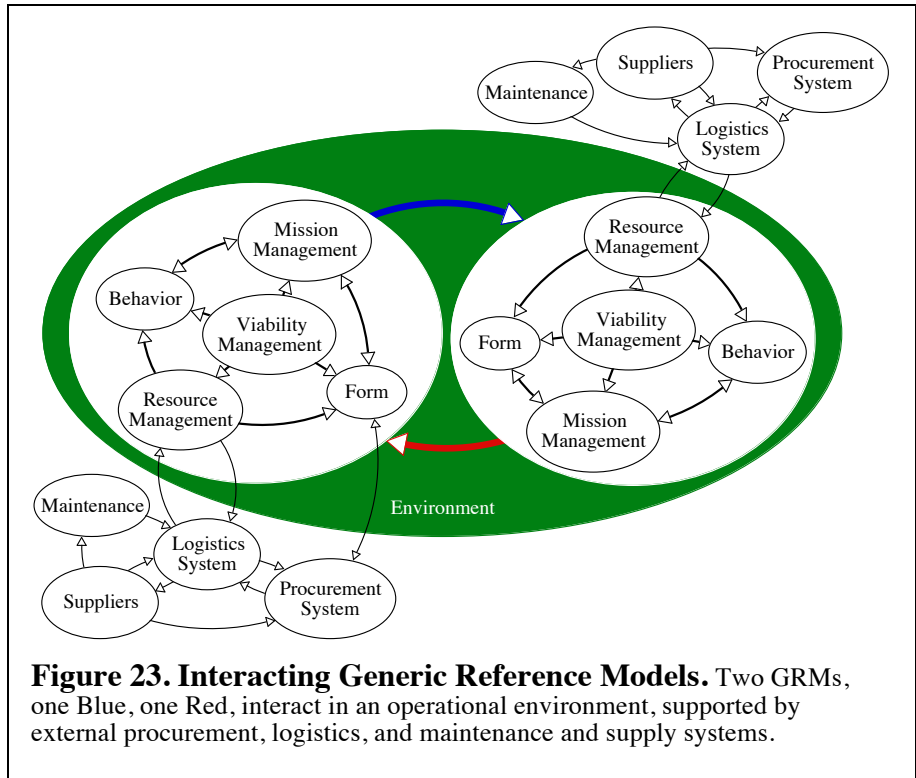 Suppliers
Procurement
System
Maintenance
Logistics
System
Mission
Management
Resource
Management
Behavior
Viability
Management
Viability
Management
Form
Behavior
Form
Resource
Management
Mission
Management
Environment
Maintenance
Logistics
System
Suppliers
Procurement
System
Figure 23. Interacting Generic Reference Models. Two GRMs,
one Blue, one Red, interact in an operational environment, supported by
external procurement, logistics, and maintenance and supply systems.